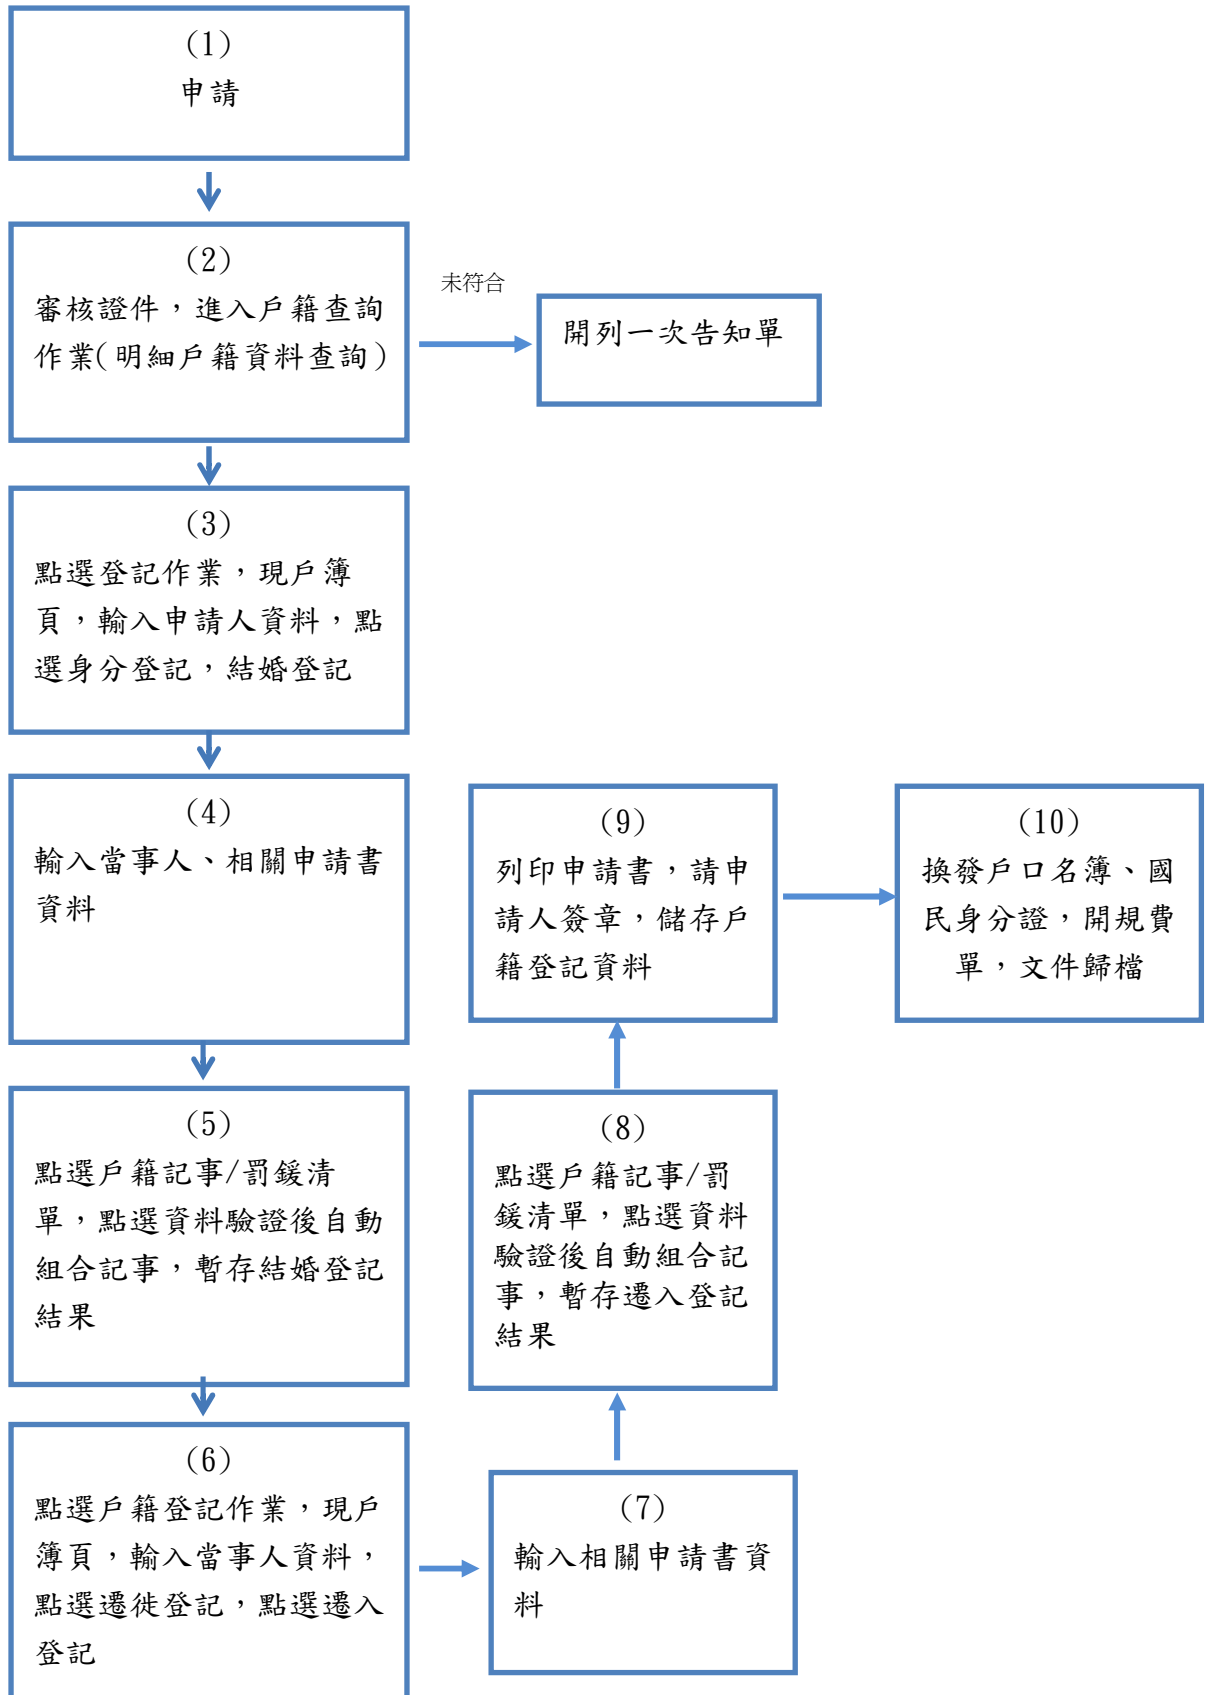 (1)
申請
(2)
審核證件，進入戶籍查詢
作業(明細戶籍資料查詢)
未符合
開列一次告知單
(3)
點選登記作業，現戶簿
頁，輸入申請人資料，點
選身分登記，結婚登記
(4)
輸入當事人、相關申請書
資料
(5)
點選戶籍記事/罰鍰清
單，點選資料驗證後自動
組合記事，暫存結婚登記
結果
(6)
點選戶籍登記作業，現戶
簿頁，輸入當事人資料，
點選遷徙登記，點選遷入
登記
(7)
輸入相關申請書資
料
(8)
點選戶籍記事/罰
鍰清單，點選資料
驗證後自動組合記
事，暫存遷入登記
結果
(9)
列印申請書，請申
請人簽章，儲存戶
籍登記資料
(10)
換發戶口名簿、國
民身分證，開規費
單，文件歸檔